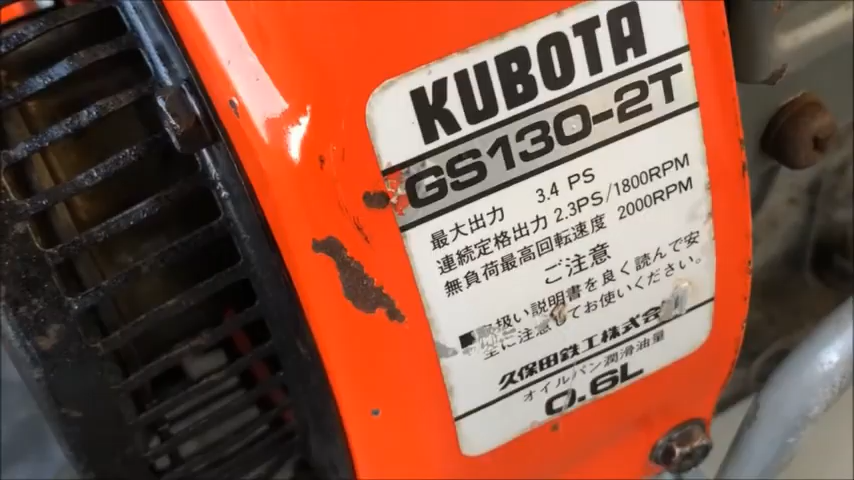 KUBOTA
GS130-2T
最大出力 3.4 PS
連続定格出力 2.3PS/1800RPM
無負荷最高回転速度 2000RPM
ご注意
取扱い説明書を良く読んで安
全に注意してお使いください。
久保田鉄工株式会
オイルパン潤滑油量
0.6L